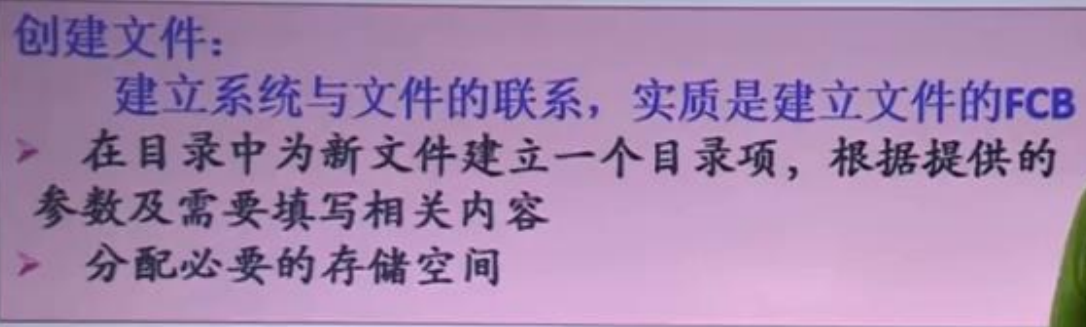 创建文件：
建立系统与文件的联系，实质是建立文件的FCB
➢ 在目录中为新文件建立一个目录项，根据提供的
参数及需要填写相关内容
➢ 分配必要的存储空间